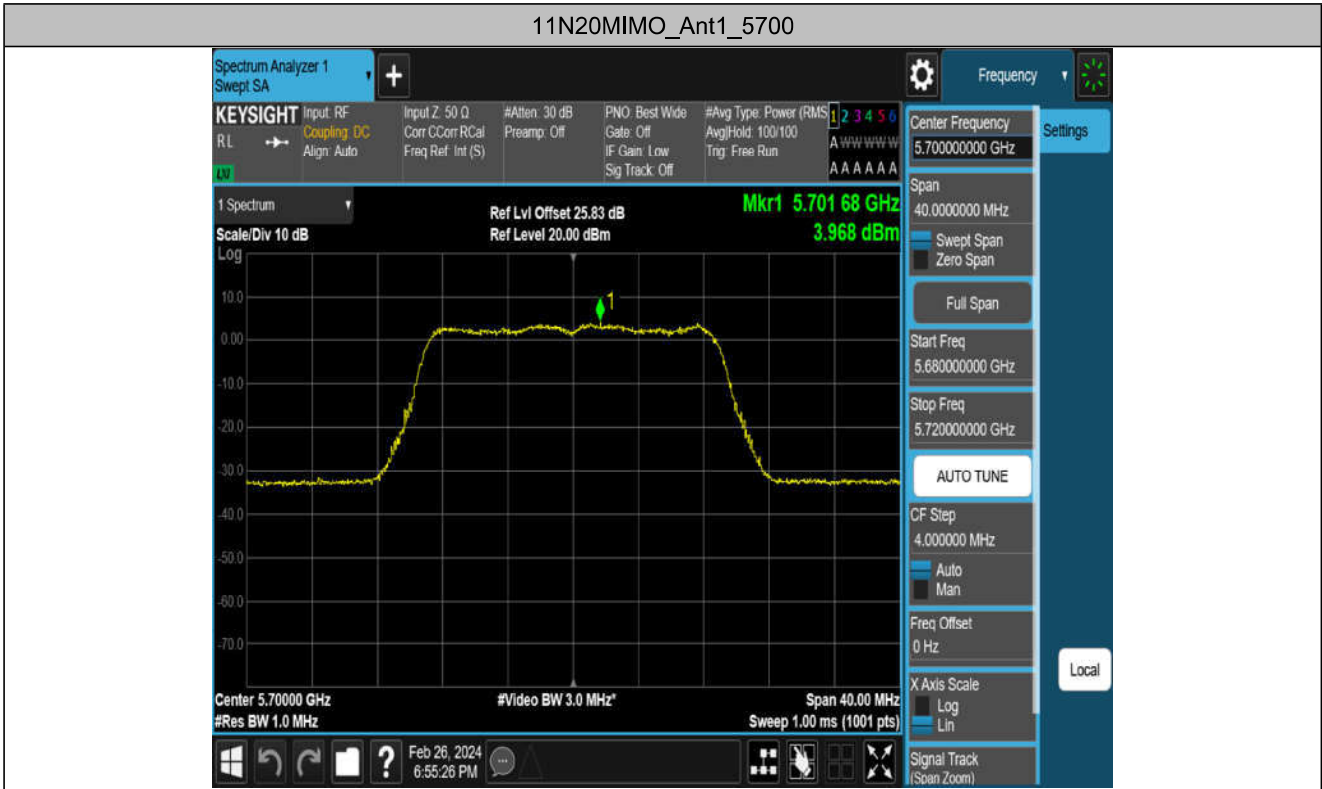 11N20MIMO_Ant1_5700
Spectrum Analyzer 1
Swept SA
+
Frequency
KEYSIGHT
RL
LXI
Input: RF
Coupling: DC
Align: Auto
Input Z: 50 Ω
Corr CCorr RCal
Freq Ref: Int (S)
#Atten: 30 dB
Preamp: Off
PNO: Best Wide
Gate: Off
IF Gain: Low
Sig Track: Off
#Avg Type: Power (RMS
Avg|Hold: 100/100
Trig: Free Run
1 2 3 4 5 6
A W W W W W
A A A A A A
1 Spectrum
Scale/Div 10 dB
Log
Ref Lvl Offset 25.83 dB
Ref Level 20.00 dBm
Mkr1 5.701 68 GHz
3.968 dBm
1
10.0
0.00
-10.0
-20.0
-30.0
-40.0
-50.0
-60.0
-70.0
Center 5.70000 GHz
#Res BW 1.0 MHz
#Video BW 3.0 MHz*
Span 40.00 MHz
Sweep 1.00 ms (1001 pts)
?
Feb 26, 2024
6:55:26 PM
Center Frequency
5.700000000 GHz
Settings
Span
40.0000000 MHz
Swept Span
Zero Span
Full Span
Start Freq
5.680000000 GHz
Stop Freq
5.720000000 GHz
AUTO TUNE
CF Step
4.000000 MHz
Auto
Man
Freq Offset
0 Hz
X Axis Scale
Log
Lin
Local
Signal Track
(Span Zoom)